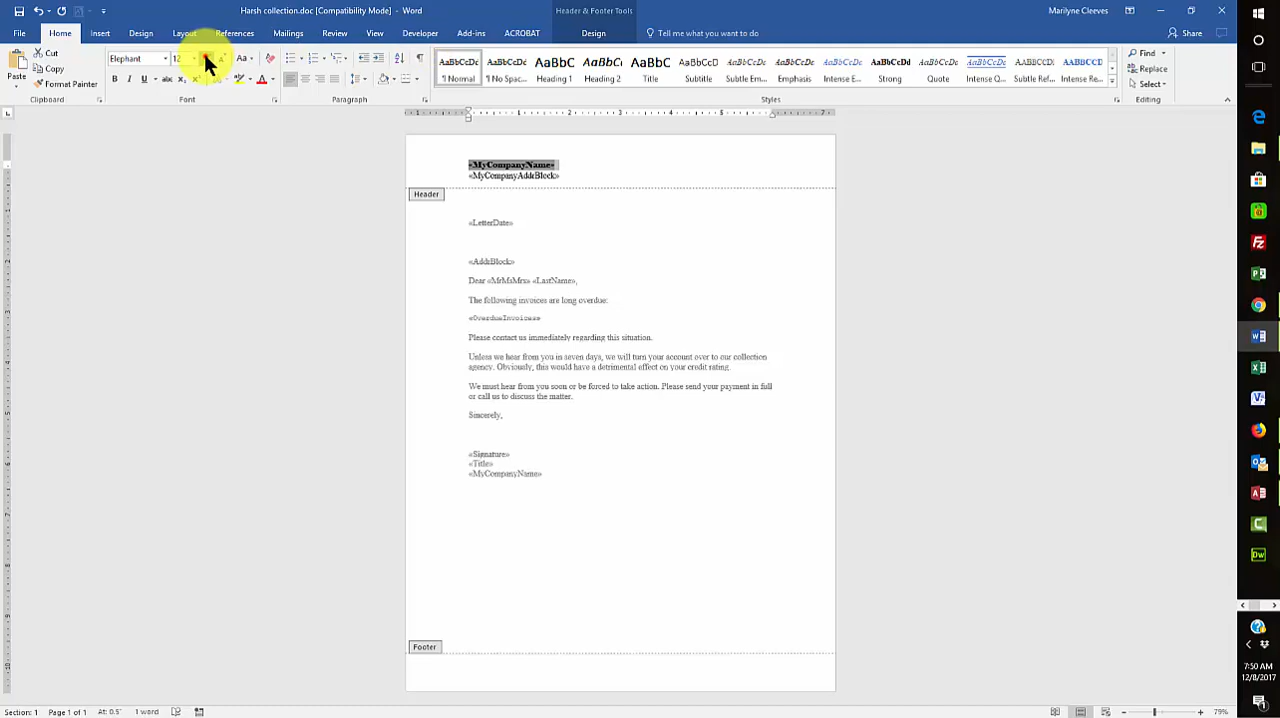 Harsh collection.doc [Compatibility Mode] - Word
Header & Footer Tools
Marilyne Cleeves
File Home Insert Design Layout References Mailings Review View Developer Add-ins ACROBAT Design Tell me what you want to do Share
Paste
Cut
Copy
Format Painter
Clipboard
Elephant
12
Aa
B I U abc
Font
Paragraph
AaBbCcDc AaBbCcDc AaBbC AaBbCc AaBbC AaBbCcD AaBbCcDc AaBbCcDc AaBbCcDc AaBbCcDc AaBbCcDc AaBbCcDc AaBbCcDc AABBCCD
¶ Normal ¶ No Spac... Heading 1 Heading 2 Title Subtitle Subtle Em... Emphasis Intense E... Strong Quote Intense Q... Subtle Ref... Intense Re...
Styles
Find
Replace
Select
Editing
«MyCompanyName»
«MyCompanyAddrBlock»
Header
«LetterDate»
«AddrBlock»
Dear «MrMsMrs» «LastName»,
The following invoices are long overdue:
«OverdueInvoices»
Please contact us immediately regarding this situation.
Unless we hear from you in seven days, we will turn your account over to our collection
agency. Obviously, this would have a detrimental effect on your credit rating.
We must hear from you soon or be forced to take action. Please send your payment in full
or call us to discuss the matter.
Sincerely,
«Signature»
«Title»
«MyCompanyName»
Footer
Section: 1 Page 1 of 1 At: 0.5" 1 word
79%
7:50 AM
12/8/2017